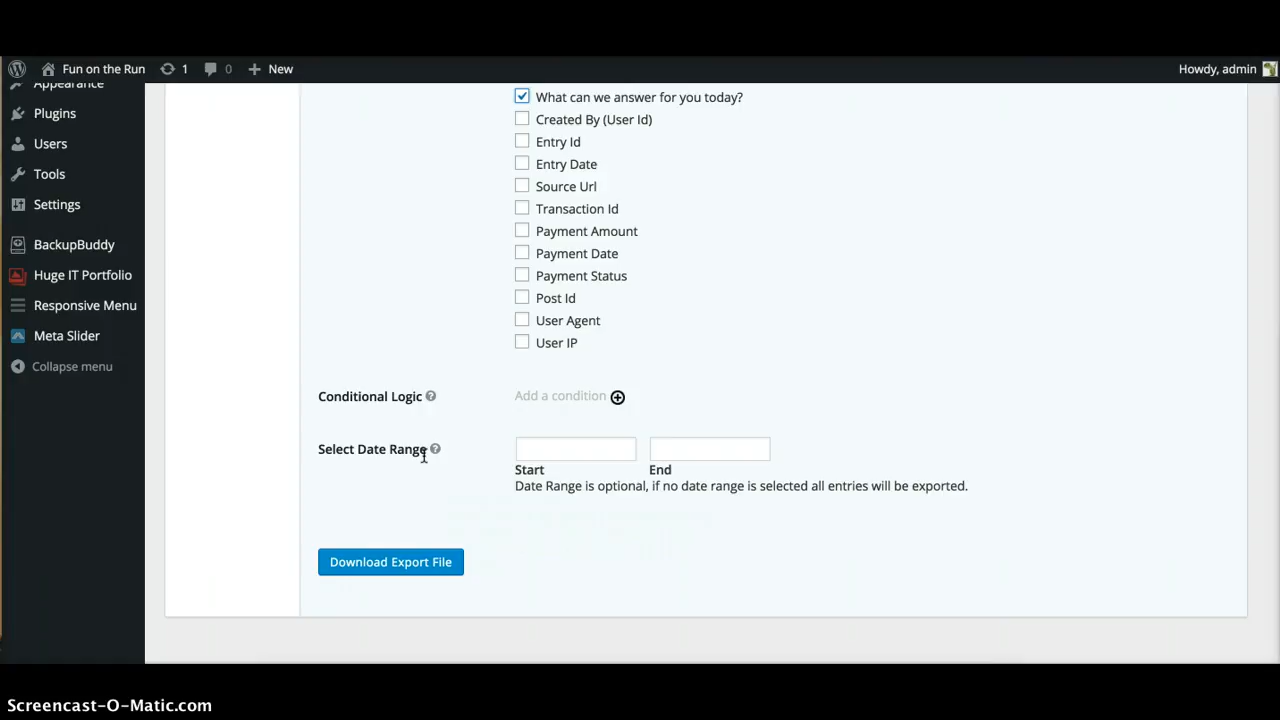 Fun on the Run
1
0
New
Howdy, admin
Appearance
Plugins
Users
Tools
Settings
BackupBuddy
Huge IT Portfolio
Responsive Menu
Meta Slider
Collapse menu
What can we answer for you today?
Created By (User Id)
Entry Id
Entry Date
Source Url
Transaction Id
Payment Amount
Payment Date
Payment Status
Post Id
User Agent
User IP
Conditional Logic ?
Add a condition
Select Date Range ?
Start End
Date Range is optional, if no date range is selected all entries will be exported.
Download Export File
Screencast-O-Matic.com